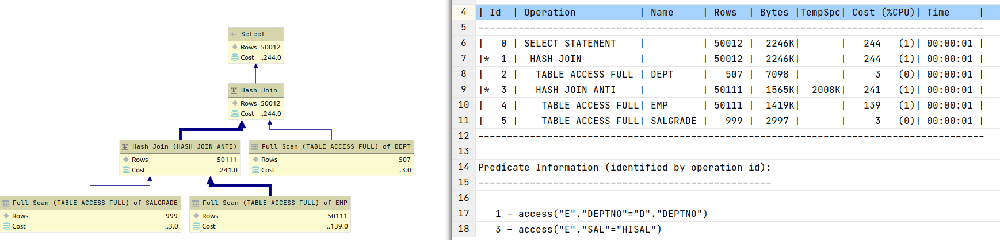 Select
Rows 50012
Cost ..244.0
Hash Join
Rows 50012
Cost ..244.0
Hash Join (HASH JOIN ANTI)
Rows 50111
Cost ..241.0
Full Scan (TABLE ACCESS FULL) of DEPT
Rows 507
Cost ..3.0
Full Scan (TABLE ACCESS FULL) of SALGRADE
Rows 999
Cost ..3.0
Full Scan (TABLE ACCESS FULL) of EMP
Rows 50111
Cost ..139.0
4 | Id | Operation | Name | Rows | Bytes |TempSpc| Cost (%CPU)| Time |
5 ----------------------------------------------------------------------------------------
6 | 0 | SELECT STATEMENT | | 50012 | 2246K| | 244 (1)| 00:00:01 |
7 |* 1 | HASH JOIN | | 50012 | 2246K| | 244 (1)| 00:00:01 |
8 | 2 | TABLE ACCESS FULL | DEPT | 507 | 7098 | | 3 (0)| 00:00:01 |
9 |* 3 | HASH JOIN ANTI | | 50111 | 1565K| 2008K| 241 (1)| 00:00:01 |
10 | 4 | TABLE ACCESS FULL| EMP | 50111 | 1419K| | 139 (1)| 00:00:01 |
11 | 5 | TABLE ACCESS FULL| SALGRADE | 999 | 2997 | | 3 (0)| 00:00:01 |
12 ----------------------------------------------------------------------------------------
13
14 Predicate Information (identified by operation id):
15 ---------------------------------------------------
16
17 1 - access("E"."DEPTNO"="D"."DEPTNO")
18 3 - access("E"."SAL"="HISAL")